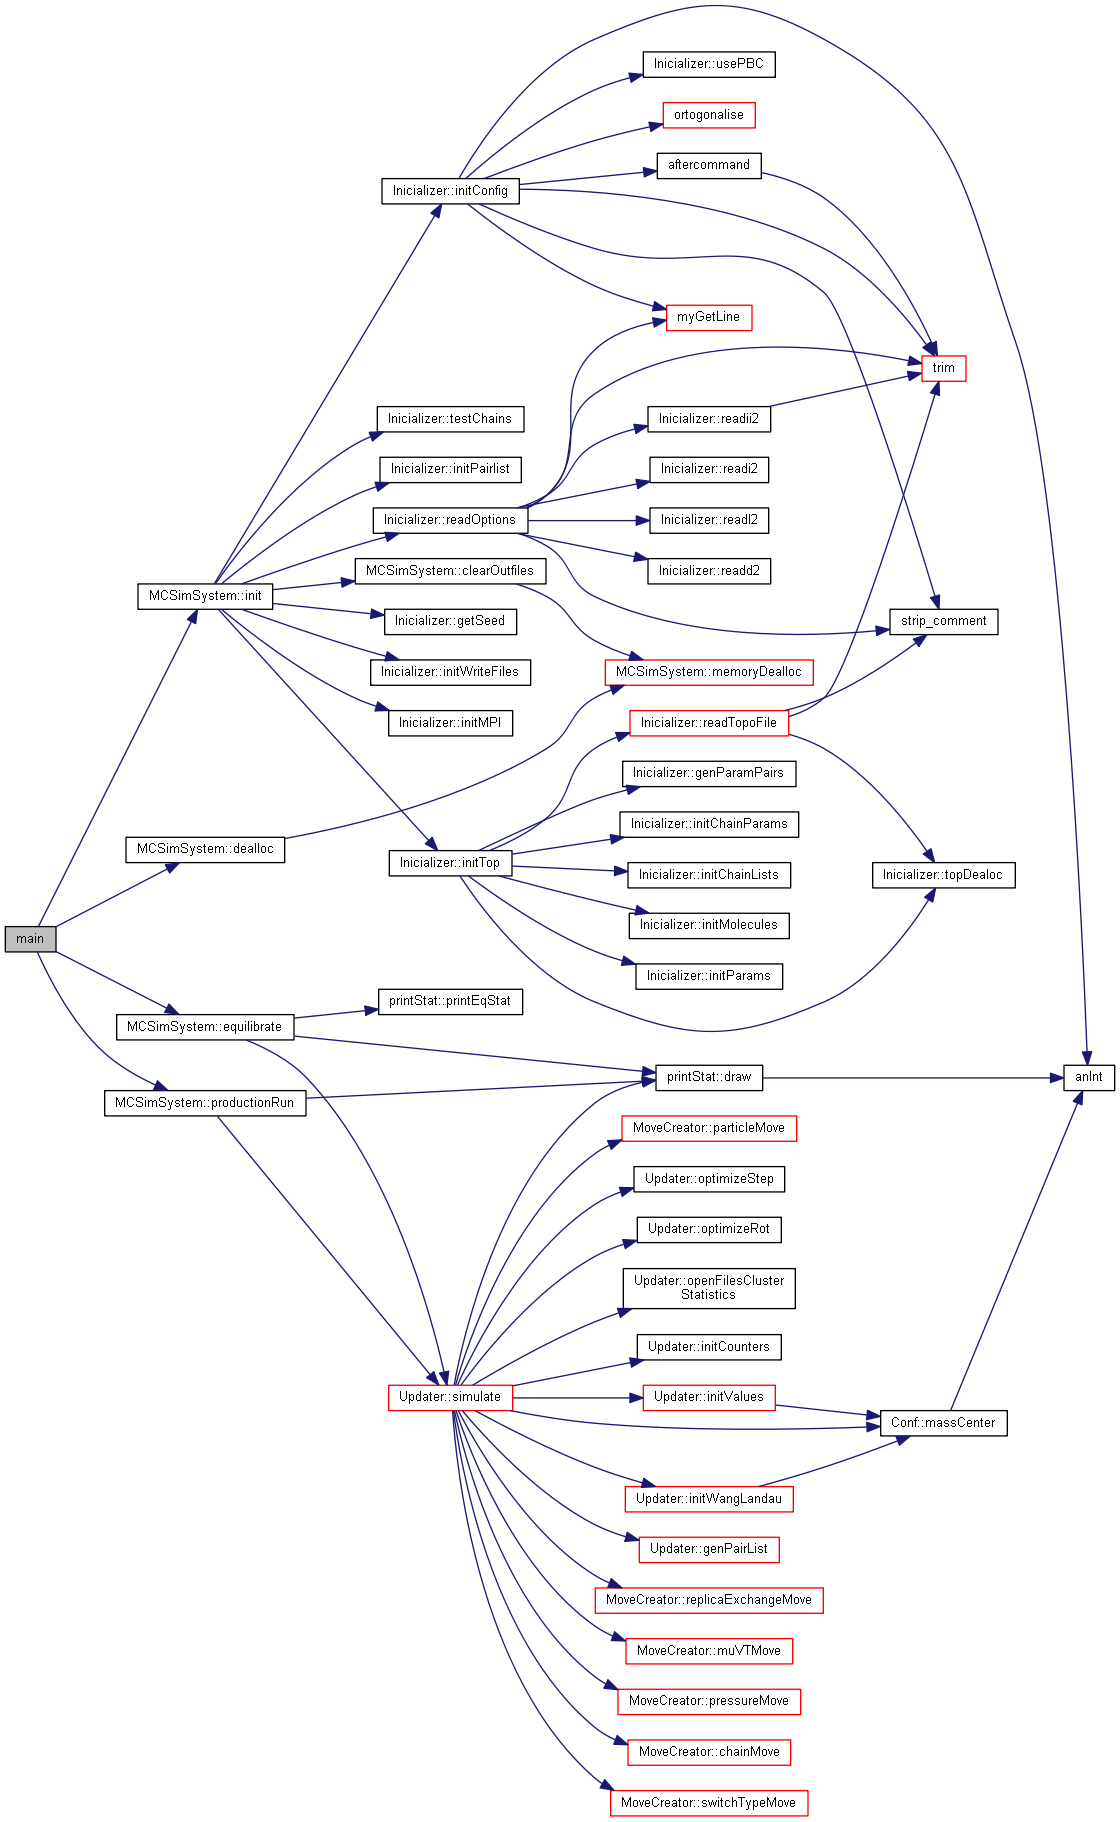 Inicializer::usePBC
ortogonalise
aftercommand
Inicializer::initConfig
myGetLine
trim
Inicializer::testChains
Inicializer::readii2
Inicializer::initPairlist
Inicializer::readi2
Inicializer::readOptions
Inicializer::readl2
MCSimSystem::clearOutfiles
Inicializer::readd2
MCSimSystem::init
Inicializer::getSeed
strip_comment
Inicializer::initWriteFiles
MCSimSystem::memoryDealloc
Inicializer::initMPI
Inicializer::readTopoFile
Inicializer::genParamPairs
Inicializer::initChainParams
MCSimSystem::dealloc
Inicializer::initTop
Inicializer::initChainLists
Inicializer::topDealoc
Inicializer::initMolecules
main
Inicializer::initParams
printStat::printEqStat
MCSimSystem::equilibrate
printStat::draw
anInt
MCSimSystem::productionRun
MoveCreator::particleMove
Updater::optimizeStep
Updater::optimizeRot
Updater::openFilesCluster
Statistics
Updater::initCounters
Updater::simulate
Updater::initValues
Conf::massCenter
Updater::initWangLandau
Updater::genPairList
MoveCreator::replicaExchangeMove
MoveCreator::muVTMove
MoveCreator::pressureMove
MoveCreator::chainMove
MoveCreator::switchTypeMove